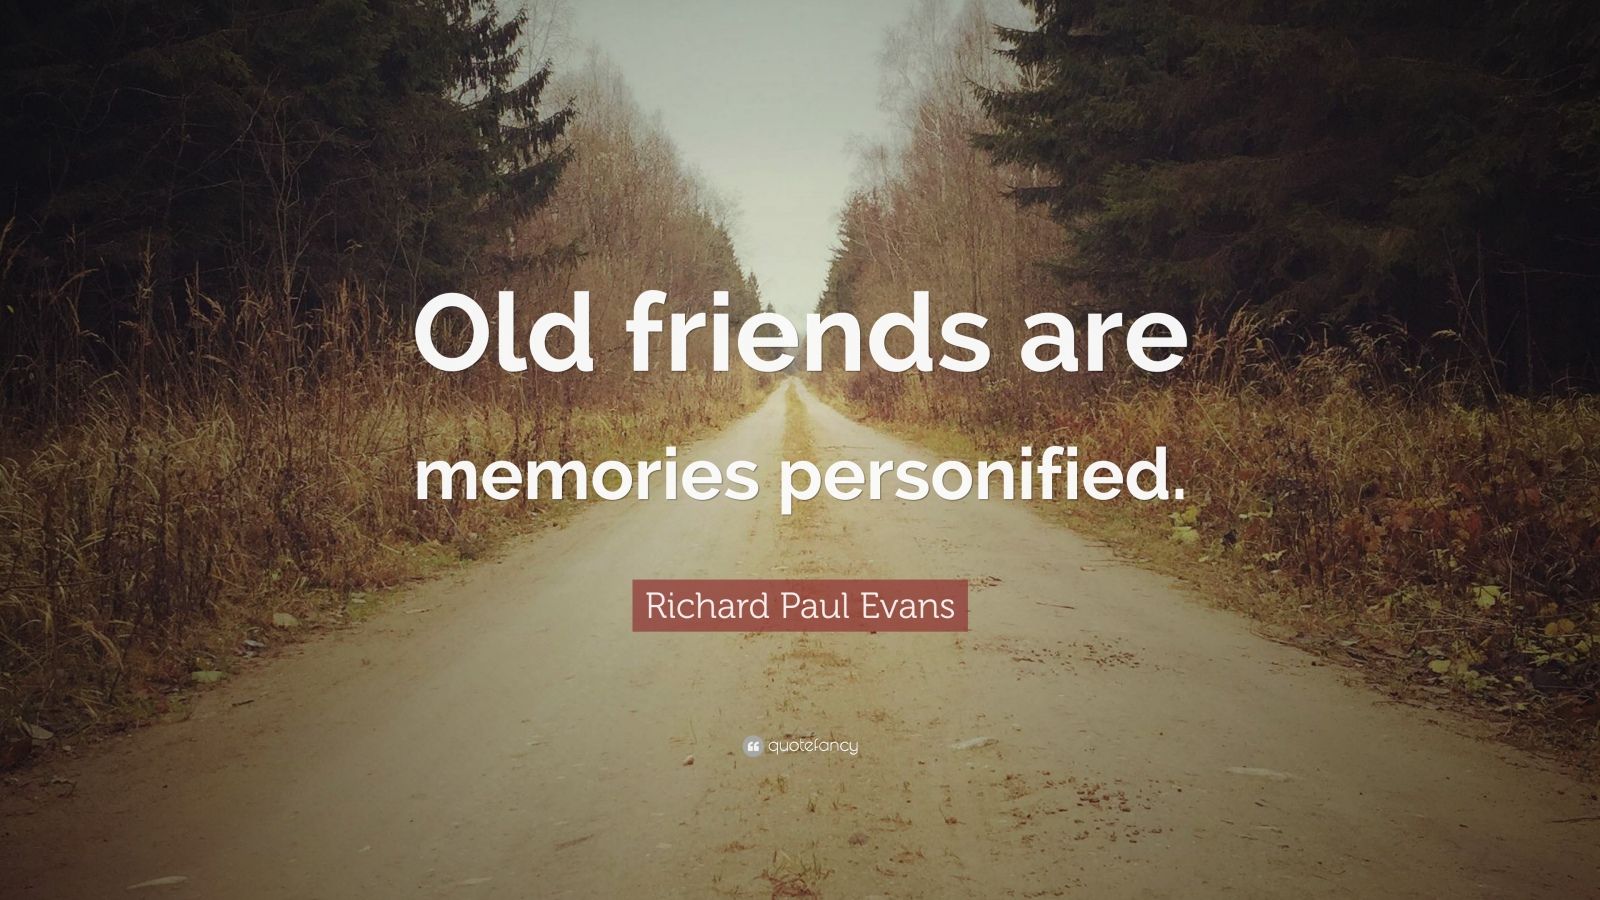 Old friends are
memories personified.
Richard Paul Evans
quotefancy